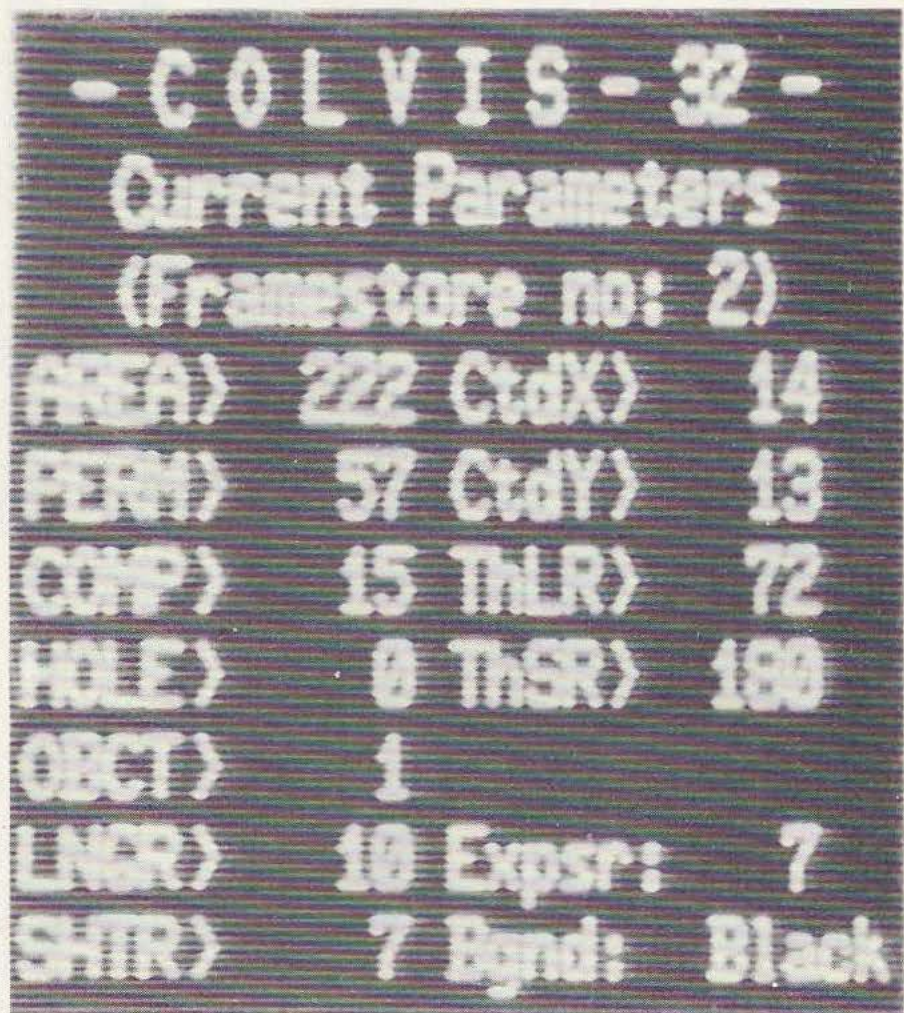 - C O L V I S - 32 -
Current Parameters
(Framestore no: 2)
AREA> 222 CtdX> 14
PERM> 57 CtdY> 13
COMP> 15 ThLR> 72
HOLE> 0 ThSR> 180
OBCT> 1
LNGR> 10 Expsr: 7
SHTR> 7 Bgnd: Black